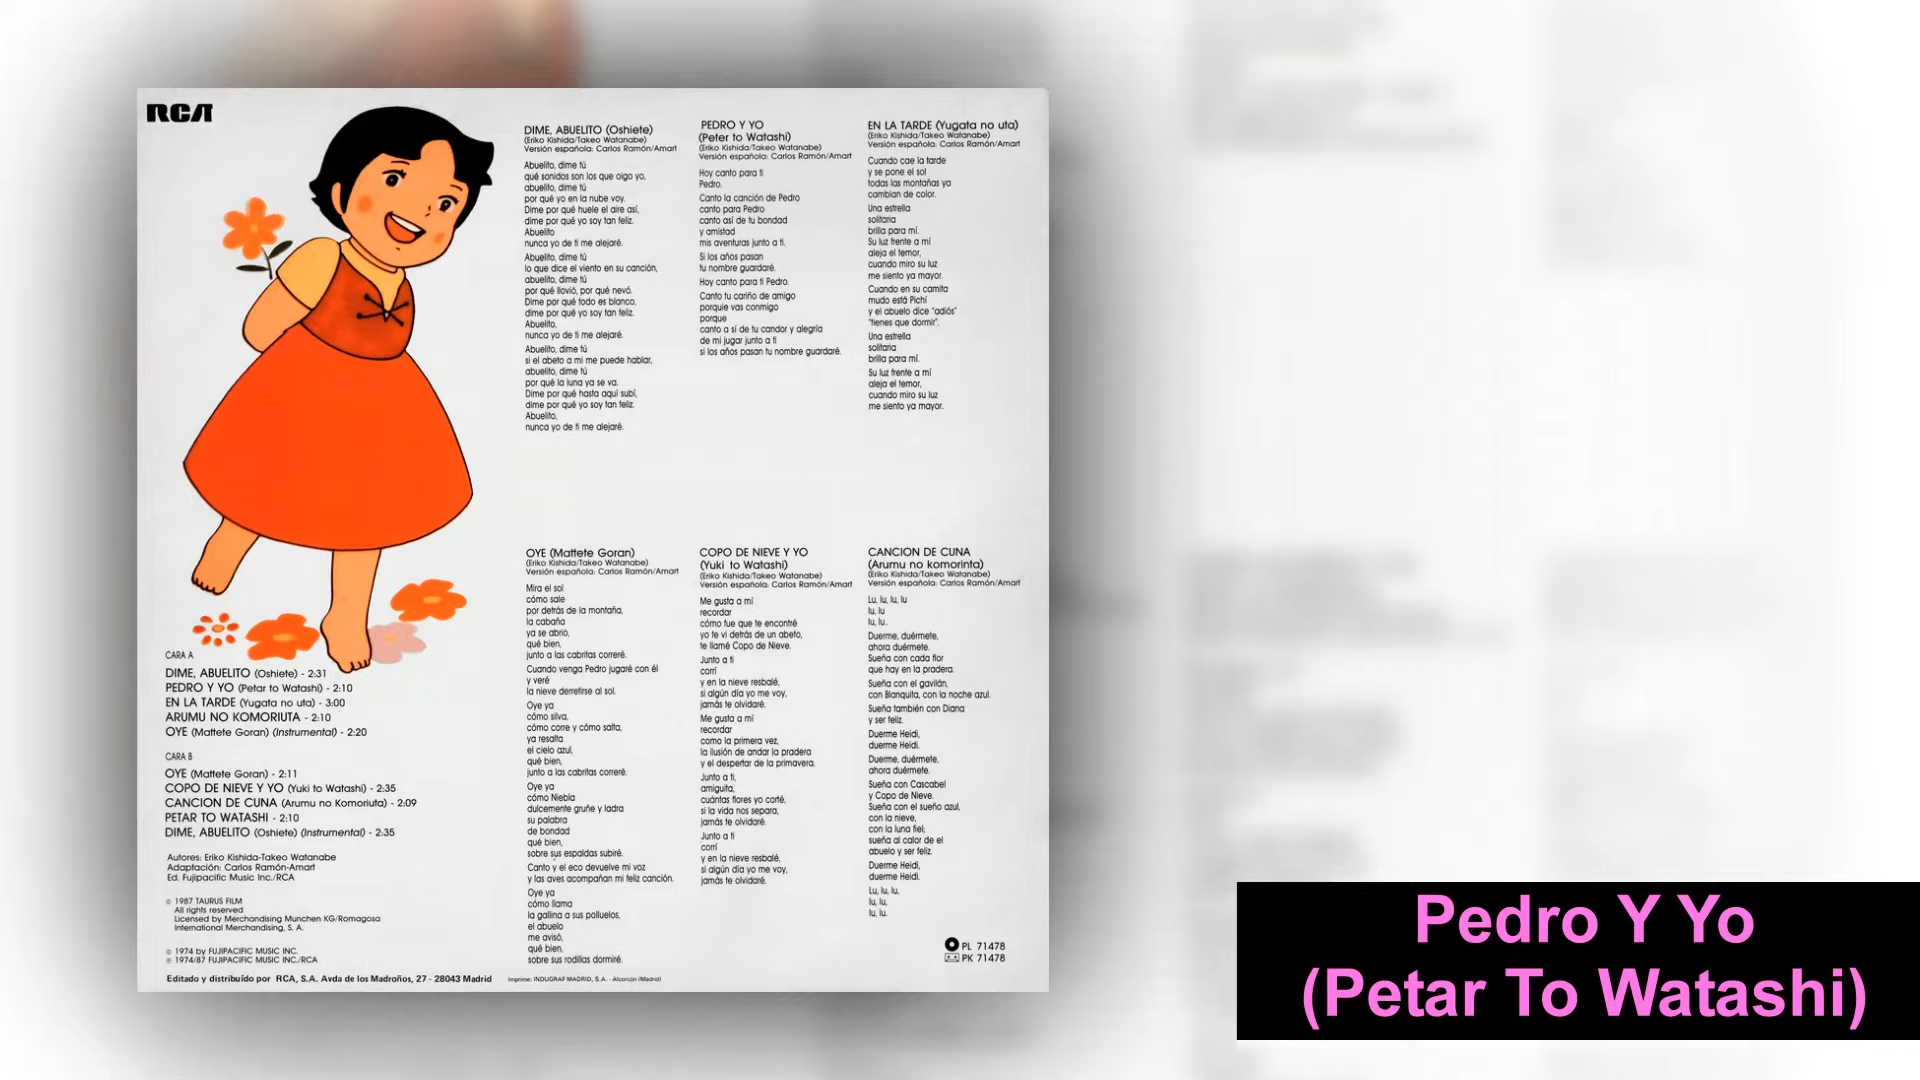 RCA
DIME, ABUELITO (Oshiete)
(Eriko Kishida/Takeo Watanabe)
Versión española: Carlos Ramón/Amart
Abuelito, dime tú
qué sonidos son los que oigo yo,
abuelito, dime tú
por qué yo en la nube voy.
Dime por qué huele el aire así,
dime por qué yo soy tan feliz.
Abuelito
nunca yo de ti me alejaré.
Abuelito, dime tú
lo que dice el viento en su canción,
abuelito, dime tú
por qué llovió, por qué nevó.
Dime por qué todo es blanco,
dime por qué yo soy tan feliz.
Abuelito,
nunca yo de ti me alejaré.
Abuelito, dime tú
si el abeto a mi me puede hablar,
abuelito, dime tú
por qué la luna ya se va.
Dime por qué hasta aquí subí,
dime por qué yo soy tan feliz.
Abuelito,
nunca yo de ti me alejaré.
PEDRO Y YO
(Peter to Watashi)
(Eriko Kishida/Takeo Watanabe)
Versión española: Carlos Ramón/Amart
Hoy canto para ti
Pedro.
Canto la canción de Pedro
canto para Pedro
canto así de tu bondad
y amistad
mis aventuras junto a ti.
Si los años pasan
tu nombre guardaré.
Hoy canto para ti Pedro.
Canto tu cariño de amigo
porquie vas conmigo
porque
canto a sí de tu candor y alegría
de mi jugar junto a ti
si los años pasan tu nombre guardaré.
EN LA TARDE (Yugata no uta)
(Eriko Kishida/Takeo Watanabe)
Versión española: Carlos Ramón/Amart
Cuando cae la tarde
y se pone el sol
todas las montañas ya
cambian de color.
Una estrella
solitaria
brilla para mí.
Su luz frente a mí
aleja el temor,
cuando miro su luz
me siento ya mayor.
Cuando en su camita
mudo está Pichí
y el abuelo dice "adiós"
"tienes que dormir".
Una estrella
solitaria
brilla para mí.
Su luz frente a mí
aleja el temor,
cuando miro su luz
me siento ya mayor.
OYE (Mattete Goran)
(Eriko Kishida/Takeo Watanabe)
Versión española: Carlos Ramón/Amart
Mira el sol
cómo sale
por detrás de la montaña,
la cabaña
ya se abrió,
qué bien,
junto a las cabritas correré.
Cuando venga Pedro jugaré con él
y veré
la nieve derretirse al sol.
Oye ya
cómo silva,
cómo corre y cómo salta,
ya resalta
el cielo azul,
qué bien,
junto a las cabritas correré.
Oye ya
cómo Niebla
dulcemente gruñe y ladra
su palabra
de bondad
qué bien,
sobre sus espaldas subiré.
Canto y el eco devuelve mi voz
y las aves acompañan mi feliz canción.
Oye ya
cómo llama
la gallina a sus polluelos,
el abuelo
me avisó,
qué bien,
sobre sus rodillas dormiré.
COPO DE NIEVE Y YO
(Yuki to Watashi)
(Eriko Kishida/Takeo Watanabe)
Versión española: Carlos Ramón/Amart
Me gusta a mí
recordar
cómo fue que te encontré
yo te vi detrás de un abeto,
te llamé Copo de Nieve.
Junto a ti
corrí
y en la nieve resbalé,
si algún día yo me voy,
jamás te olvidaré.
Me gusta a mí
recordar
como la primera vez,
la ilusión de andar la pradera
y el despertar de la primavera.
Junto a ti,
amiguita,
cuántas flores yo corté,
si la vida nos separa,
jamás te olvidaré.
Junto a ti
corrí
y en la nieve resbalé,
si algún día yo me voy,
jamás te olvidaré.
CANCION DE CUNA
(Arumu no komorinta)
(Eriko Kishida/Takeo Watanabe)
Versión española: Carlos Ramón/Amart
Lu, lu, lu, lu
lu, lu
lu, lu.
Duerme, duérmete,
ahora duérmete.
Sueña con cada flor
que hay en la pradera.
Sueña con el gavilán,
con Blanquita, con la noche azul.
Sueña también con Diana
y ser feliz.
Duerme Heidi,
duerme Heidi.
Duerme, duérmete,
ahora duérmete.
Sueña con Cascabel
y Copo de Nieve.
Sueña con el sueño azul,
con la nieve,
con la luna fiel;
sueña al calor de el
abuelo y ser feliz.
Duerme Heidi,
duerme Heidi.
Lu, lu, lu,
lu, lu,
lu, lu.
CARA A
DIME, ABUELITO (Oshiete) - 2:31
PEDRO Y YO (Petar to Watashi) - 2:10
EN LA TARDE (Yugata no uta) - 3:00
ARUMU NO KOMORIUTA - 2:10
OYE (Mattete Goran) (Instrumental) - 2:20
CARA B
OYE (Mattete Goran) - 2:11
COPO DE NIEVE Y YO (Yuki to Watashi) - 2:35
CANCION DE CUNA (Arumu no Komoriuta) - 2:09
PETAR TO WATASHI - 2:10
DIME, ABUELITO (Oshiete) (Instrumental) - 2:35
Autores: Eriko Kishida-Takeo Watanabe
Adaptación: Carlos Ramón-Amart
Ed. Fujipacific Music Inc./RCA
© 1987 TAURUS FILM
All rights reserved
Licensed by Merchandising Munchen KG/Romagosa
International Merchandising, S. A.
© 1974 by FUJIPACIFIC MUSIC INC.
℗ 1974/87 FUJIPACIFIC MUSIC INC./RCA
Editado y distribuído por RCA, S.A. Avda de los Madroños, 27 - 28043 Madrid
Imprime: INDUGRAF MADRID, S.A. - Alcorcón (Madrid)
PL 71478
PK 71478
Pedro Y Yo
(Petar To Watashi)